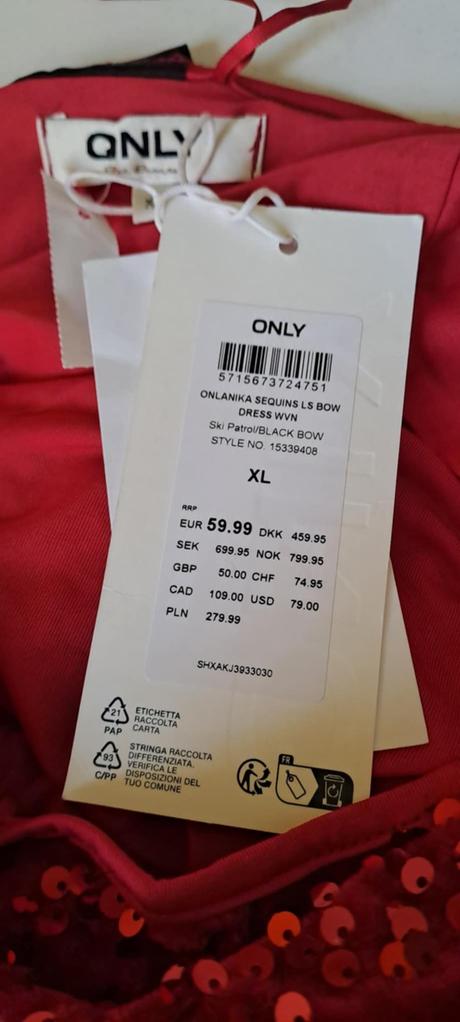 ONLY
ONLY
5715673724751
ONLANIKA SEQUINS LS BOW
DRESS WVN
Ski Patrol/BLACK BOW
STYLE NO. 15339408
XL
RRP
EUR 59.99 DKK 459.95
SEK 699.95 NOK 799.95
GBP 50.00 CHF 74.95
CAD 109.00 USD 79.00
PLN 279.99
SHXAKJ3933030
21
PAP
ETICHETTA
RACCOLTA
CARTA
93
C/PP
STRINGA RACCOLTA
DIFFERENZIATA.
VERIFICA LE
DISPOSIZIONI DEL
TUO COMUNE
FR